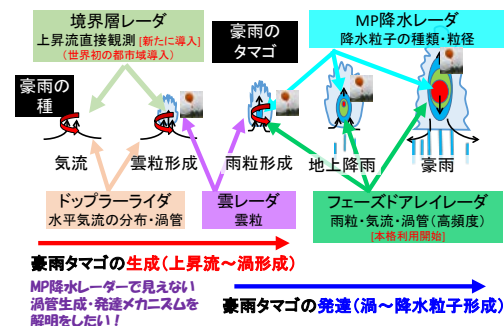 境界層レーダ
上昇流直接観測 [新たに導入]
(世界初の都市域導入)
豪雨の
タマゴ
MP降水レーダ
降水粒子の種類・粒径
豪雨の
種
気流
雲粒形成
雨粒形成
地上降雨
豪雨
ドップラーライダ
水平気流の分布・渦管
雲レーダ
雲粒
フェーズドアレイレーダ
雨粒・気流・渦管(高頻度)
[本格利用開始]
豪雨タマゴの生成(上昇流～渦形成)
MP降水レーダーで見えない
渦管生成・発達メカニズムを
解明をしたい!
豪雨タマゴの発達(渦～降水粒子形成)